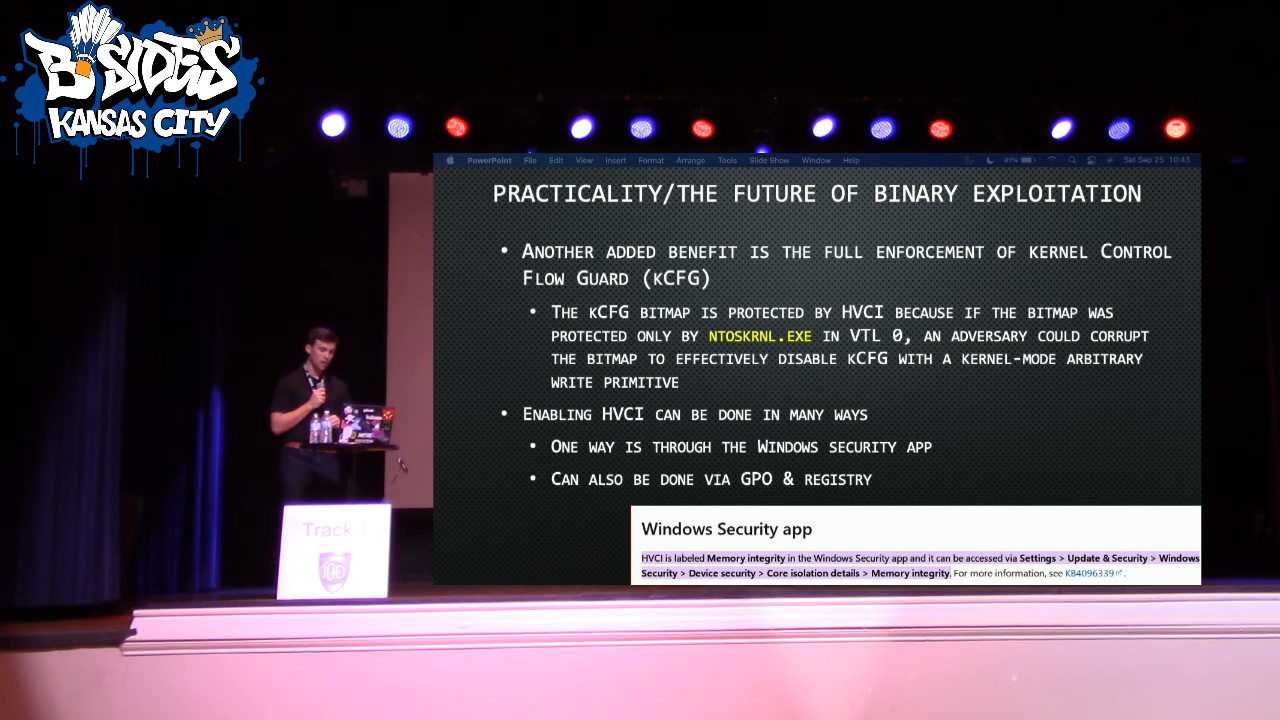 B·SIDES
KANSAS CITY
PowerPoint File Edit View Insert Format Arrange Tools Slide Show Window Help 81% Sat Sep 25 10:43
PRACTICALITY/THE FUTURE OF BINARY EXPLOITATION
• ANOTHER ADDED BENEFIT IS THE FULL ENFORCEMENT OF KERNEL CONTROL
FLOW GUARD (KCFG)
• THE KCFG BITMAP IS PROTECTED BY HVCI BECAUSE IF THE BITMAP WAS
PROTECTED ONLY BY NTOSKRNL.EXE IN VTL 0, AN ADVERSARY COULD CORRUPT
THE BITMAP TO EFFECTIVELY DISABLE KCFG WITH A KERNEL-MODE ARBITRARY
WRITE PRIMITIVE
• ENABLING HVCI CAN BE DONE IN MANY WAYS
• ONE WAY IS THROUGH THE WINDOWS SECURITY APP
• CAN ALSO BE DONE VIA GPO & REGISTRY
Windows Security app
HVCI is labeled Memory integrity in the Windows Security app and it can be accessed via Settings > Update & Security > Windows
Security > Device security > Core isolation details > Memory integrity. For more information, see KB4096339.
Track 1